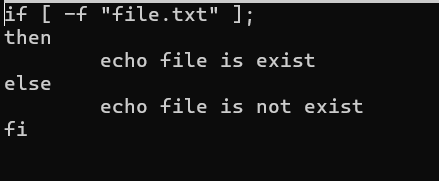 if [ -f "file.txt" ];
then
        echo file is exist
else
        echo file is not exist
fi